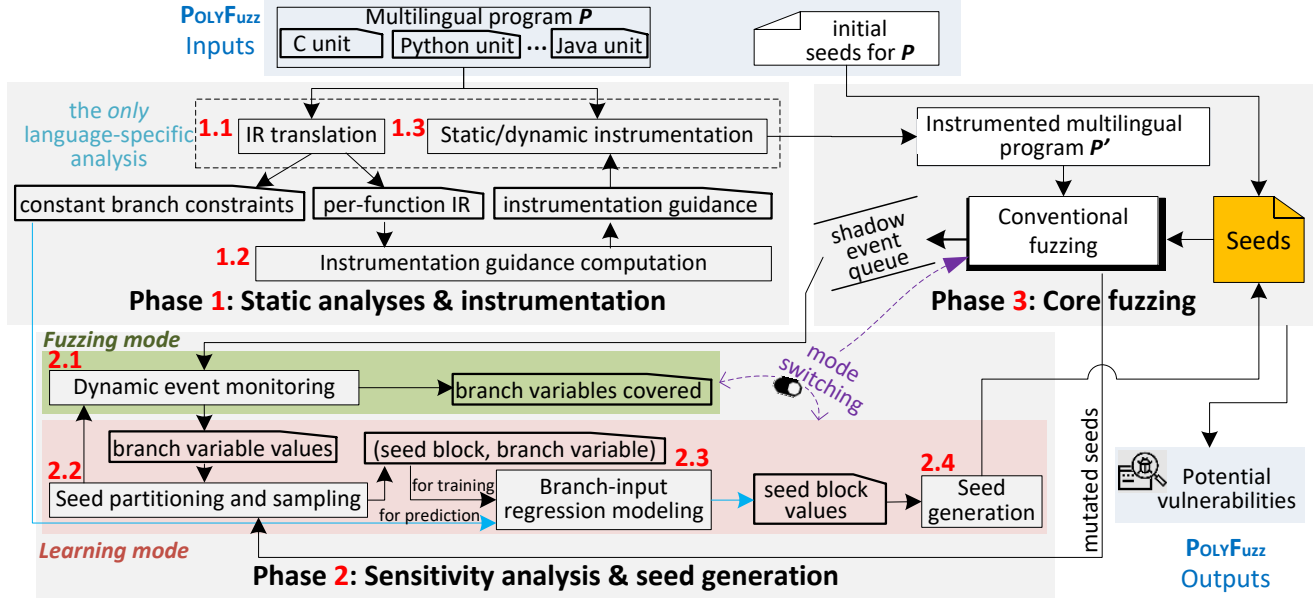 POLYFUZZ
Inputs
Multilingual program P
C unit
Python unit
...
Java unit
initial
seeds for P
the only
language-specific
analysis
1.1
IR translation
1.3
Static/dynamic instrumentation
Instrumented multilingual
program P’
constant branch constraints
per-function IR
instrumentation guidance
shadow
event
queue
Conventional
fuzzing
Seeds
1.2
Instrumentation guidance computation
Phase 1: Static analyses & instrumentation
Phase 3: Core fuzzing
Fuzzing mode
2.1
Dynamic event monitoring
branch variables covered
mode
switching
branch variable values
(seed block, branch variable)
2.2
2.3
2.4
Seed partitioning and sampling
for training
for prediction
Branch-input
regression modeling
seed block
values
Seed
generation
mutated seeds
Potential
vulnerabilities
Learning mode
Phase 2: Sensitivity analysis & seed generation
POLYFUZZ
Outputs